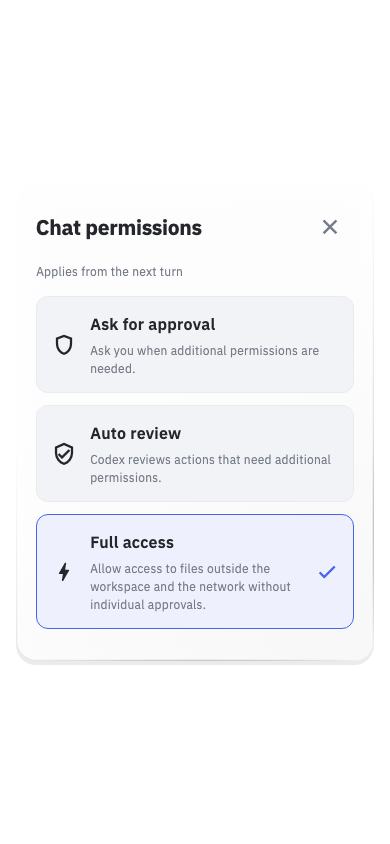 Chat permissions
Applies from the next turn
Ask for approval
Ask you when additional permissions are
needed.
Auto review
Codex reviews actions that need additional
permissions.
Full access
Allow access to files outside the
workspace and the network without
individual approvals.